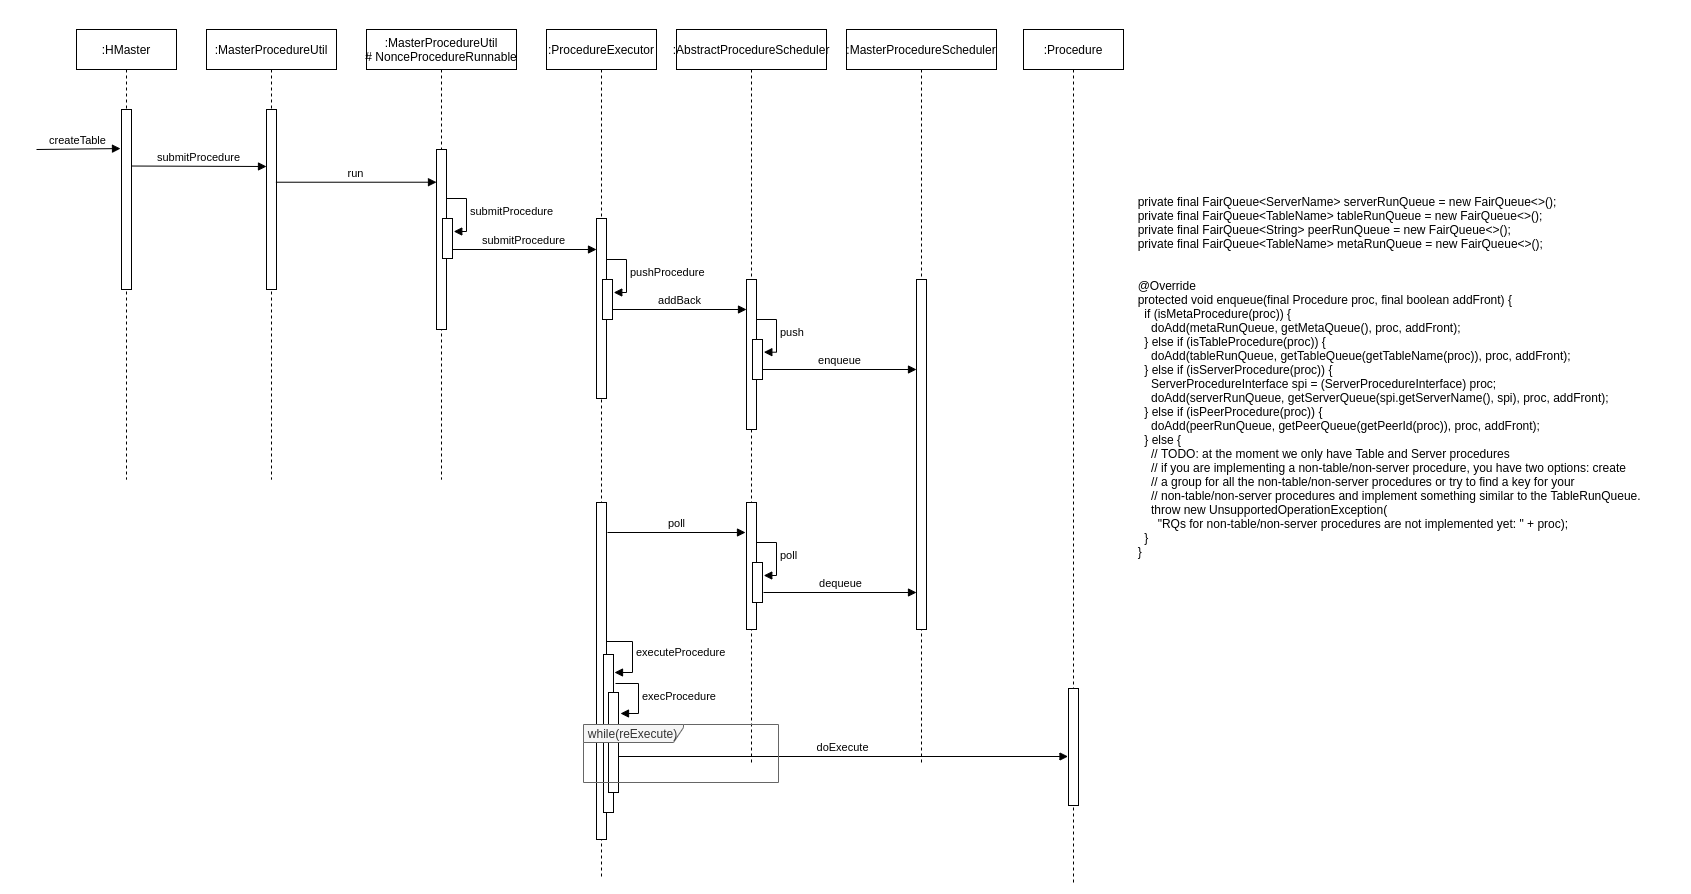 :HMaster
:MasterProcedureUtil
:MasterProcedureUtil
# NonceProcedureRunnable
:ProcedureExecutor
:AbstractProcedureScheduler
:MasterProcedureScheduler
:Procedure
createTable
submitProcedure
run
submitProcedure
submitProcedure
pushProcedure
addBack
push
enqueue
poll
poll
dequeue
executeProcedure
execProcedure
while(reExecute)
doExecute
private final FairQueue<ServerName> serverRunQueue = new FairQueue<>();
private final FairQueue<TableName> tableRunQueue = new FairQueue<>();
private final FairQueue<String> peerRunQueue = new FairQueue<>();
private final FairQueue<TableName> metaRunQueue = new FairQueue<>();
@Override
protected void enqueue(final Procedure proc, final boolean addFront) {
if (isMetaProcedure(proc)) {
doAdd(metaRunQueue, getMetaQueue(), proc, addFront);
} else if (isTableProcedure(proc)) {
doAdd(tableRunQueue, getTableQueue(getTableName(proc)), proc, addFront);
} else if (isServerProcedure(proc)) {
ServerProcedureInterface spi = (ServerProcedureInterface) proc;
doAdd(serverRunQueue, getServerQueue(spi.getServerName(), spi), proc, addFront);
} else if (isPeerProcedure(proc)) {
doAdd(peerRunQueue, getPeerQueue(getPeerId(proc)), proc, addFront);
} else {
// TODO: at the moment we only have Table and Server procedures
// if you are implementing a non-table/non-server procedure, you have two options: create
// a group for all the non-table/non-server procedures or try to find a key for your
// non-table/non-server procedures and implement something similar to the TableRunQueue.
throw new UnsupportedOperationException(
"RQs for non-table/non-server procedures are not implemented yet: " + proc);
}
}